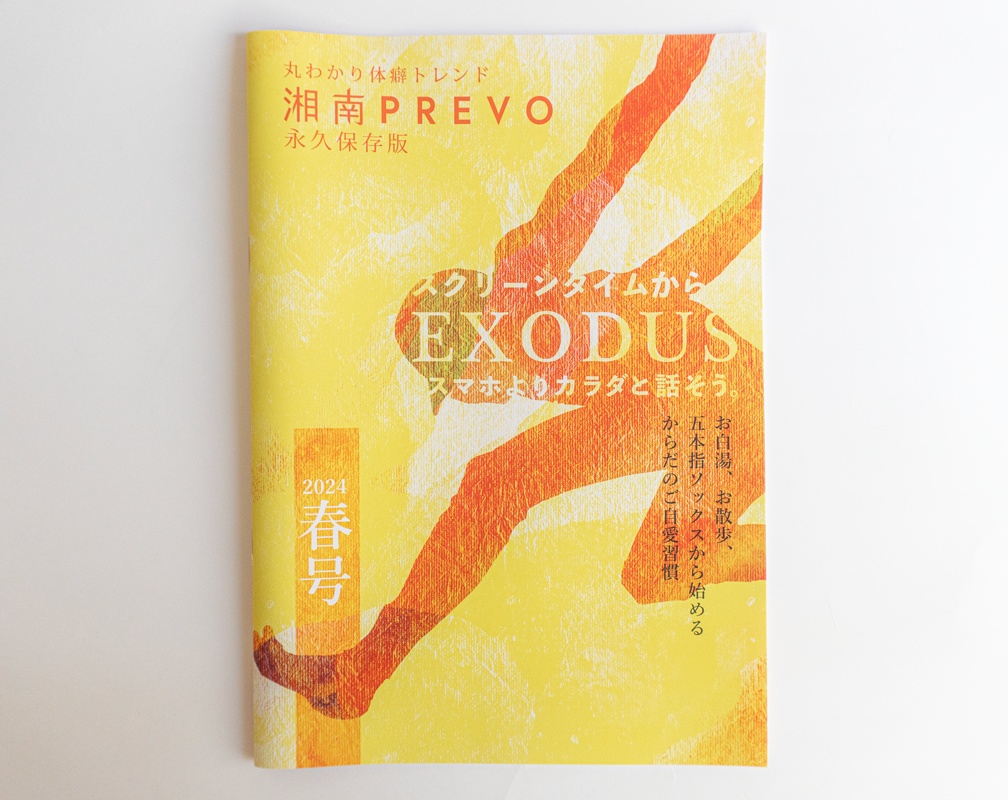 丸わかり体癖トレンド
湘南PREVO
永久保存版
スクリーンタイムから
EXODUS
スマホよりカラダと話そう。
お白湯、お散歩、
五本指ソックスから始める
からだのご自愛習慣
2024
春号